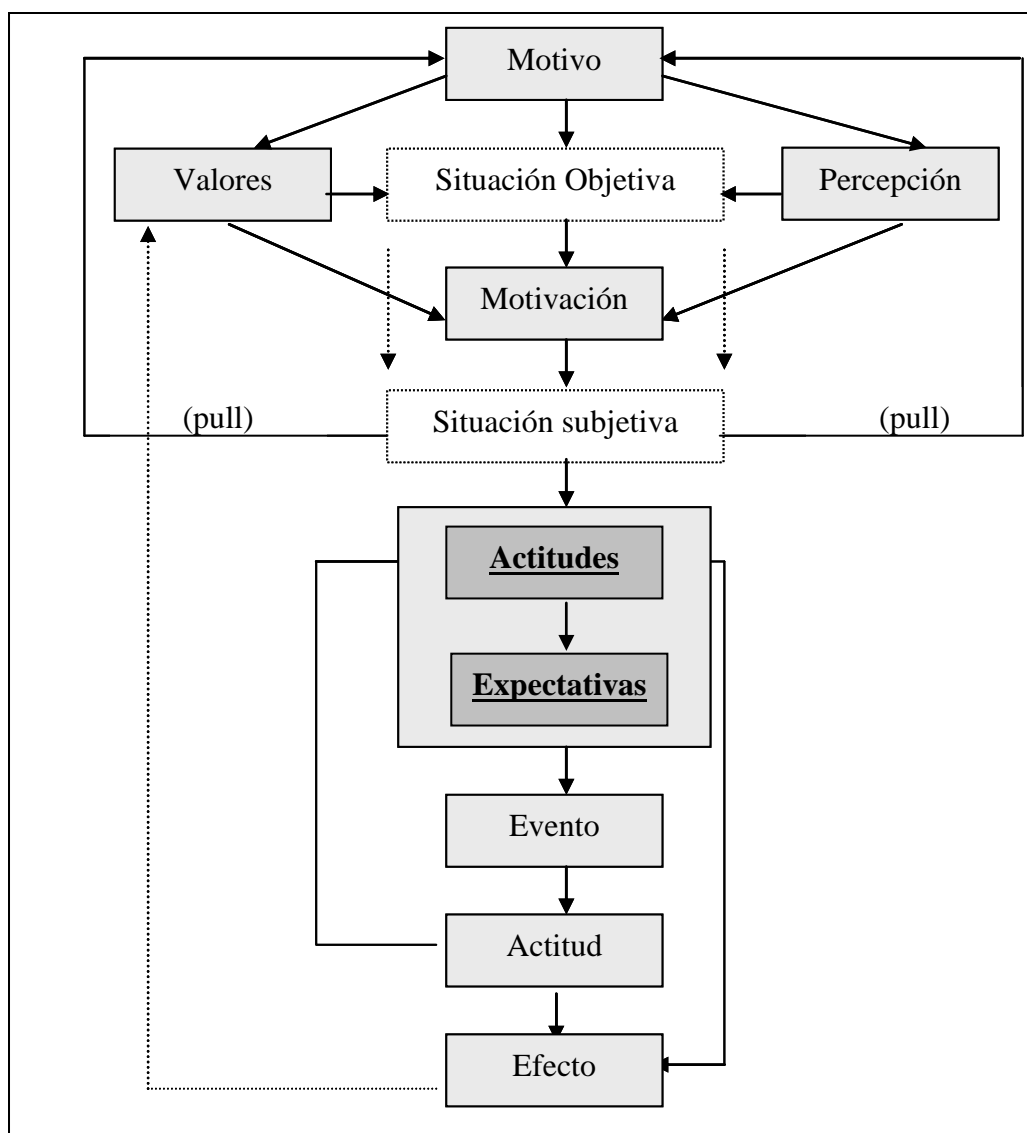 Motivo
Valores
Situación Objetiva
Percepción
Motivación
(pull)
Situación subjetiva
(pull)
Actitudes
Expectativas
Evento
Actitud
Efecto